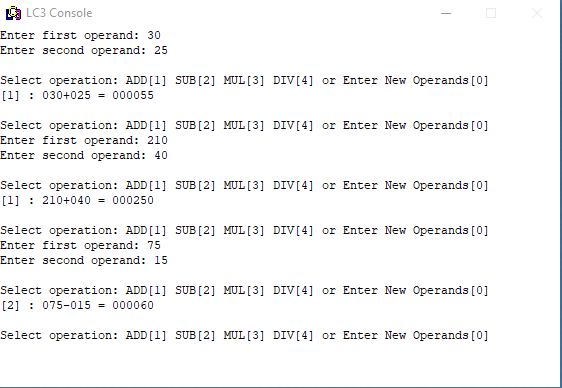 LC3 Console
Enter first operand: 30
Enter second operand: 25
Select operation: ADD[1] SUB[2] MUL[3] DIV[4] or Enter New Operands[0]
[1] : 030+025 = 000055
Select operation: ADD[1] SUB[2] MUL[3] DIV[4] or Enter New Operands[0]
Enter first operand: 210
Enter second operand: 40
Select operation: ADD[1] SUB[2] MUL[3] DIV[4] or Enter New Operands[0]
[1] : 210+040 = 000250
Select operation: ADD[1] SUB[2] MUL[3] DIV[4] or Enter New Operands[0]
Enter first operand: 75
Enter second operand: 15
Select operation: ADD[1] SUB[2] MUL[3] DIV[4] or Enter New Operands[0]
[2] : 075-015 = 000060
Select operation: ADD[1] SUB[2] MUL[3] DIV[4] or Enter New Operands[0]